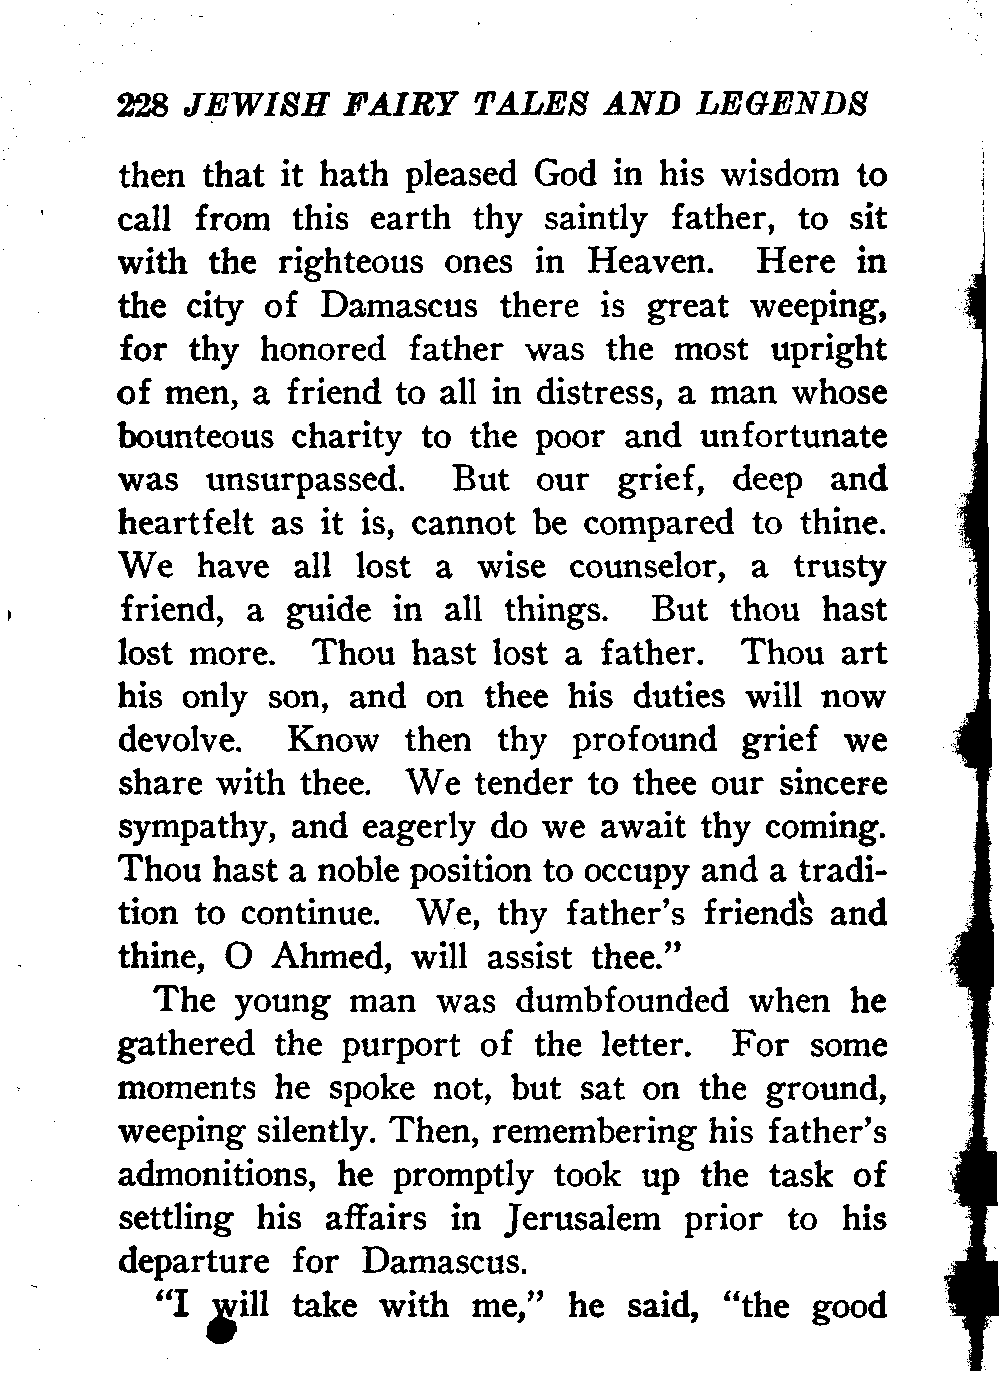 228 JEWISH FAIRY TALES AND LEGENDS
then that it hath pleased God in his wisdom to
call from this earth thy saintly father, to sit
with the righteous ones in Heaven. Here in
the city of Damascus there is great weeping,
for thy honored father was the most upright
of men, a friend to all in distress, a man whose
bounteous charity to the poor and unfortunate
was unsurpassed. But our grief, deep and
heartfelt as it is, cannot be compared to thine.
We have all lost a wise counselor, a trusty
friend, a guide in all things. But thou hast
lost more. Thou hast lost a father. Thou art
his only son, and on thee his duties will now
devolve. Know then thy profound grief we
share with thee. We tender to thee our sincere
sympathy, and eagerly do we await thy coming.
Thou hast a noble position to occupy and a tradi-
tion to continue. We, thy father's friends and
thine, O Ahmed, will assist thee."
The young man was dumbfounded when he
gathered the purport of the letter. For some
moments he spoke not, but sat on the ground,
weeping silently. Then, remembering his father's
admonitions, he promptly took up the task of
settling his affairs in Jerusalem prior to his
departure for Damascus.
"I will take with me," he said, "the good